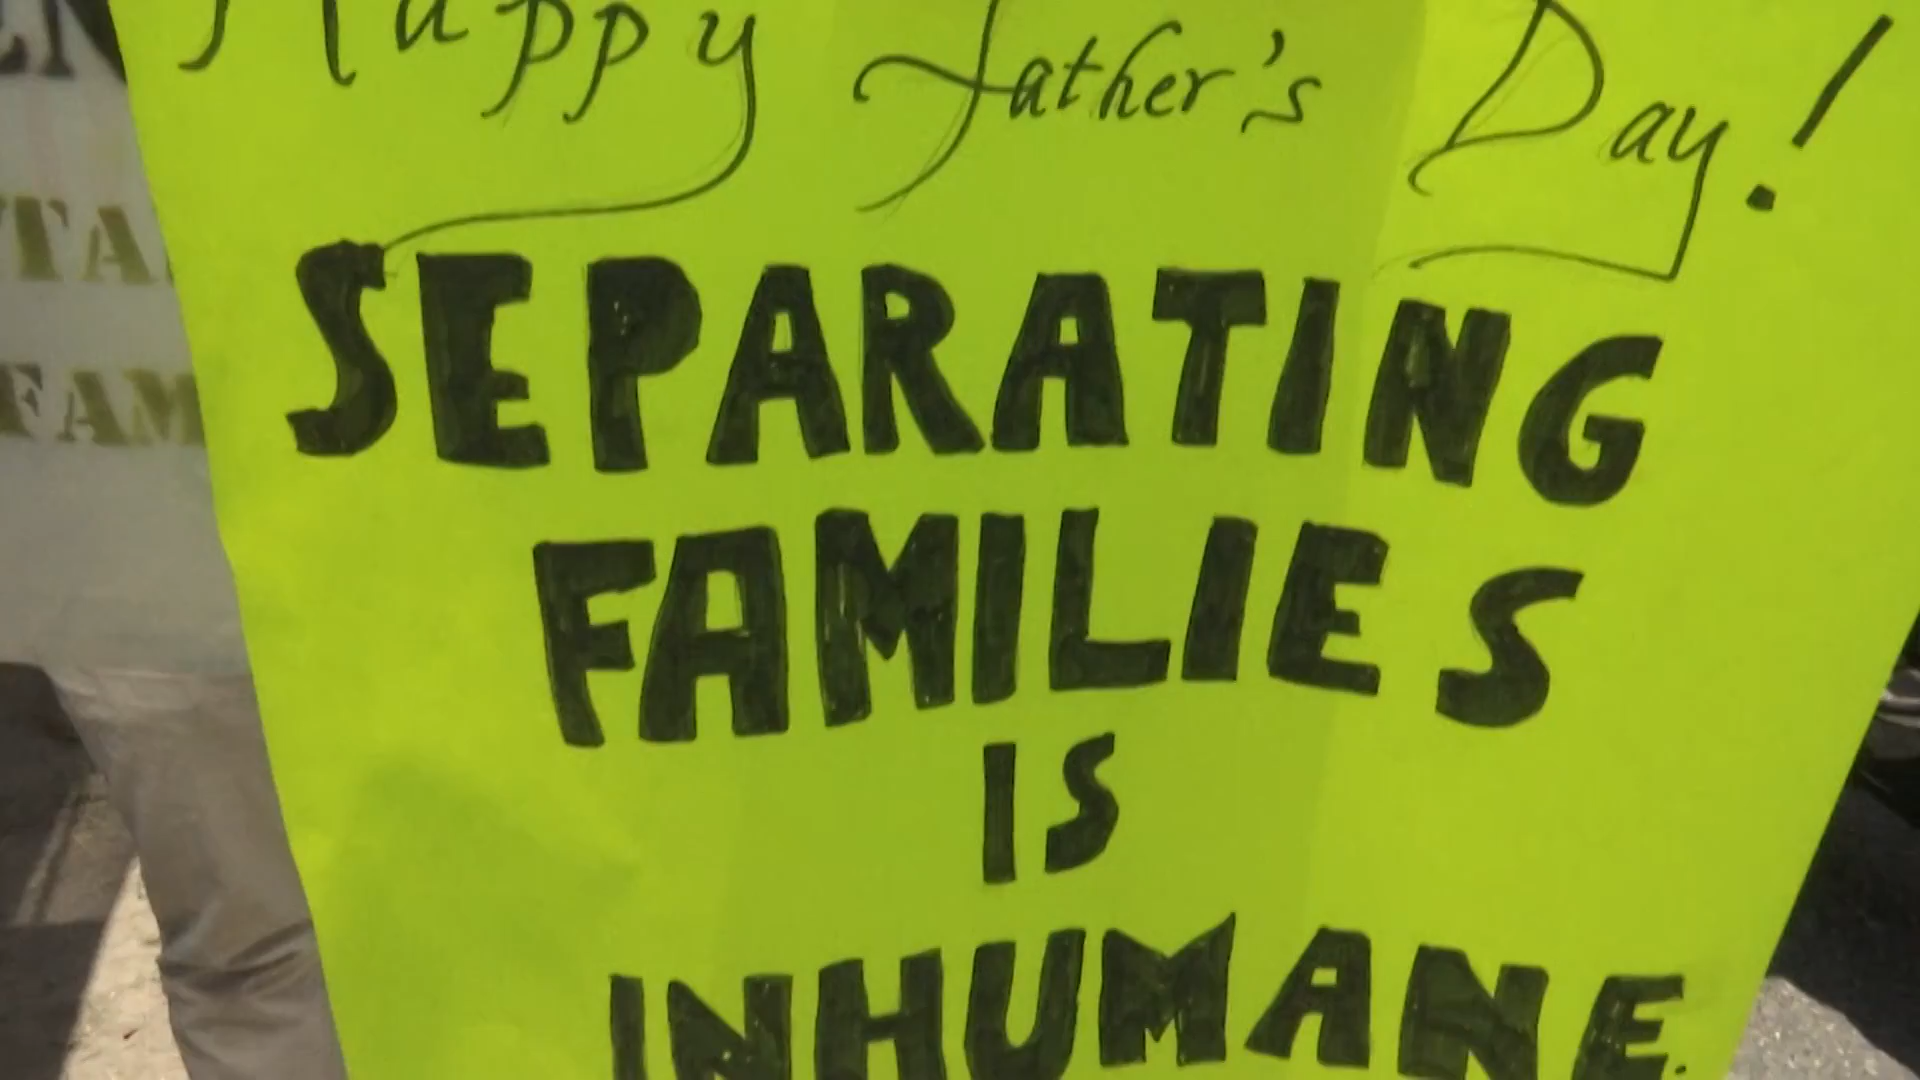 Happy Father's Day!
SEPARATING
FAMILIES
IS
INHUMANE.